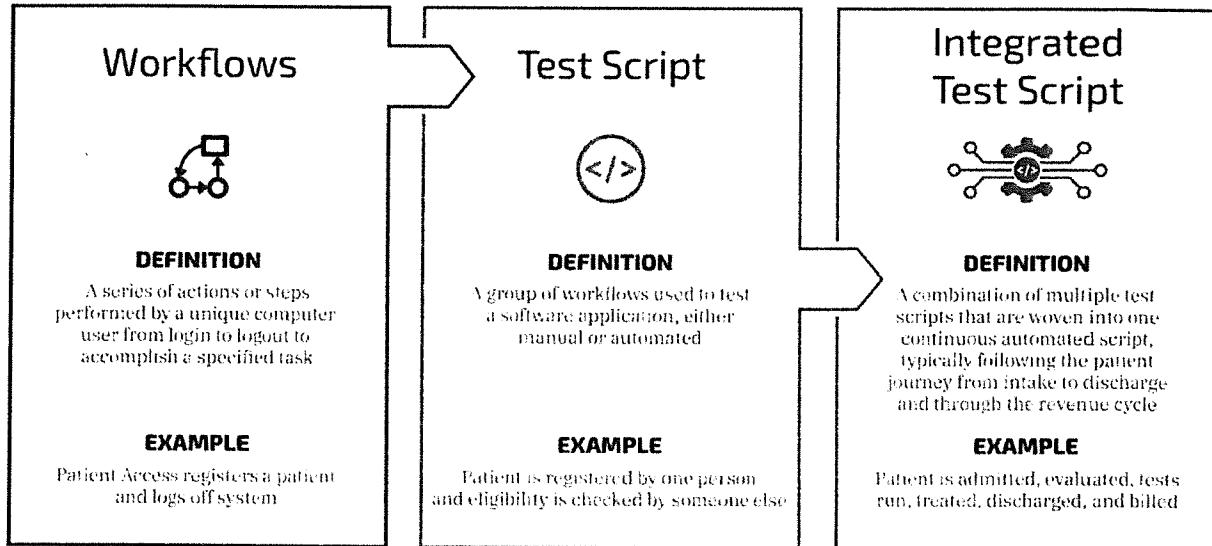 Workflows
DEFINITION
A series of actions or steps
performed by a unique computer
user from login to logout to
accomplish a specified task
EXAMPLE
Patient Access registers a patient
and logs off system
Test Script
</>
DEFINITION
A group of workflows used to test
a software application, either
manual or automated
EXAMPLE
Patient is registered by one person
and eligibility is checked by someone else
Integrated
Test Script
</>
DEFINITION
A combination of multiple test
scripts that are woven into one
continuous automated script,
typically following the patient
journey from intake to discharge
and through the revenue cycle
EXAMPLE
Patient is admitted, evaluated, tests
run, treated, discharged, and billed